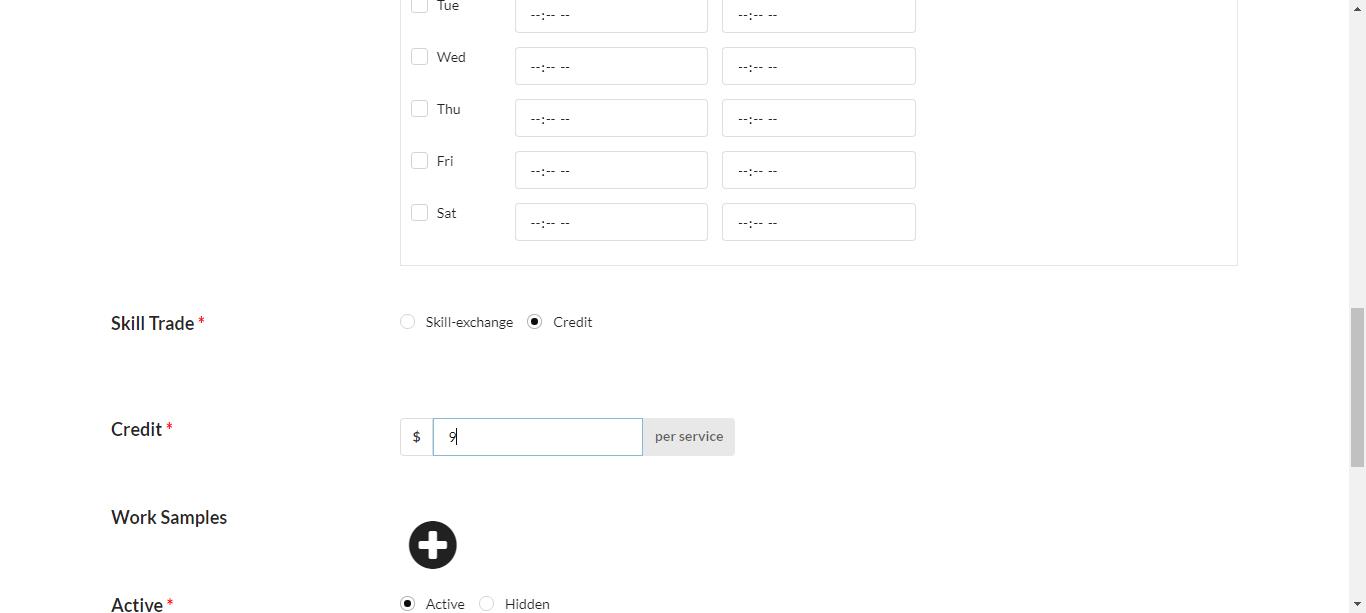 Tue --:-- -- --:-- --
Wed --:-- -- --:-- --
Thu --:-- -- --:-- --
Fri --:-- -- --:-- --
Sat --:-- -- --:-- --
Skill Trade * Skill-exchange Credit
Credit * $ 9 per service
Work Samples
Active * Active Hidden